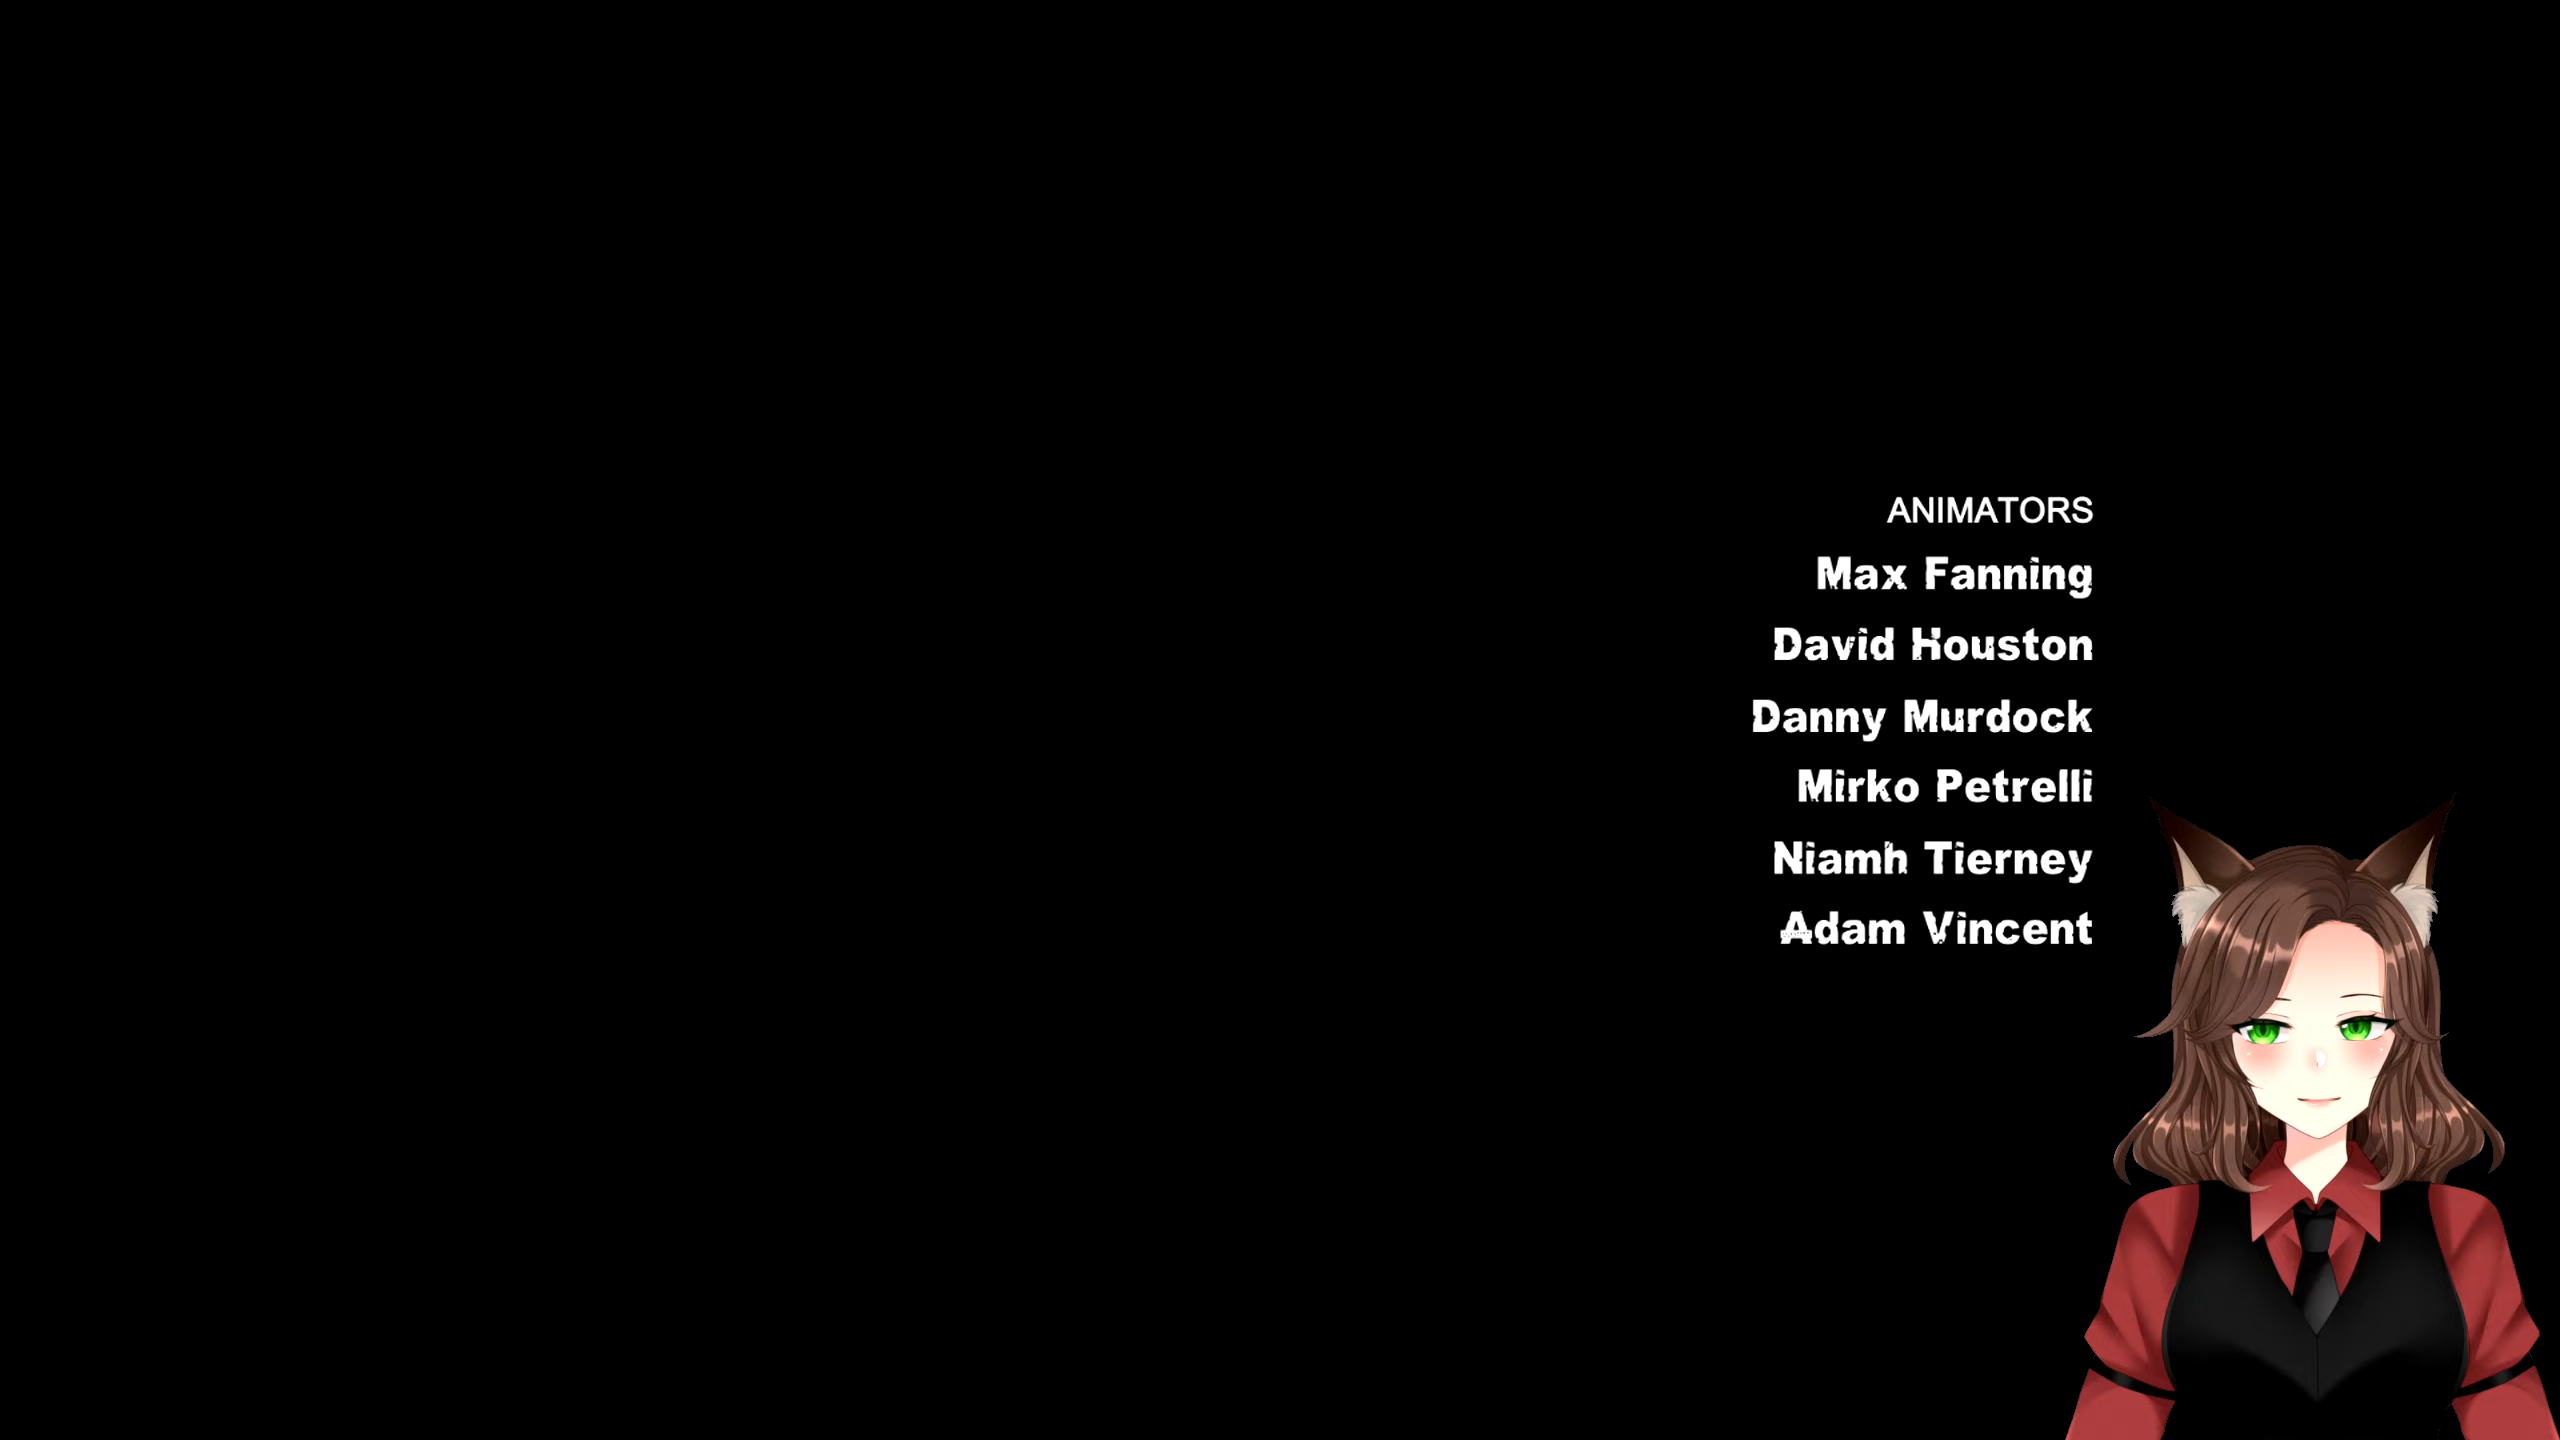 ANIMATORS
Max Fanning
David Houston
Danny Murdock
Mirko Petrelli
Niamh Tierney
Adam Vincent